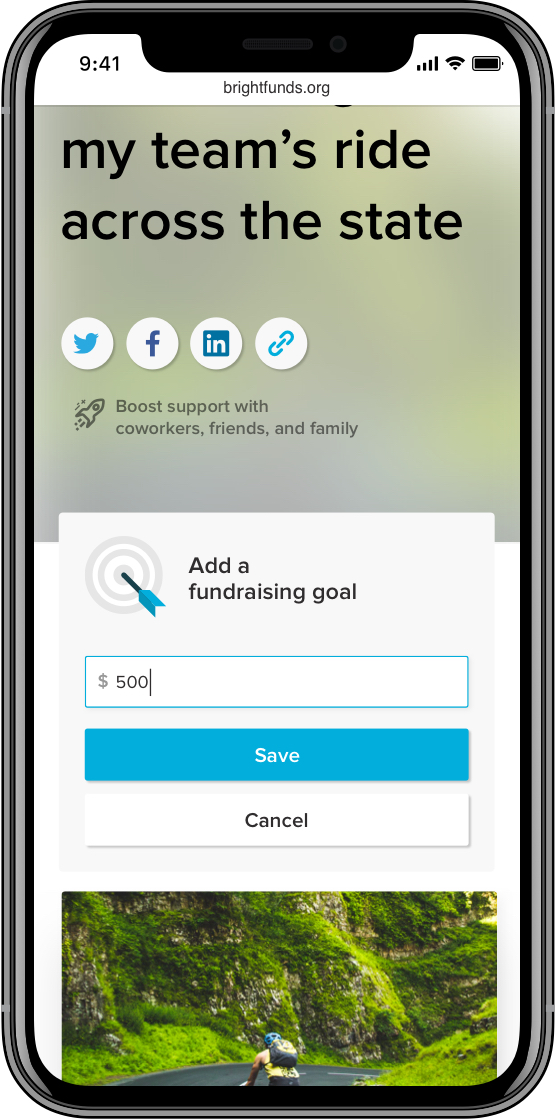 9:41
brightfunds.org
my team’s ride
across the state
in
Boost support with
coworkers, friends, and family
Add a
fundraising goal
$ 500
Save
Cancel